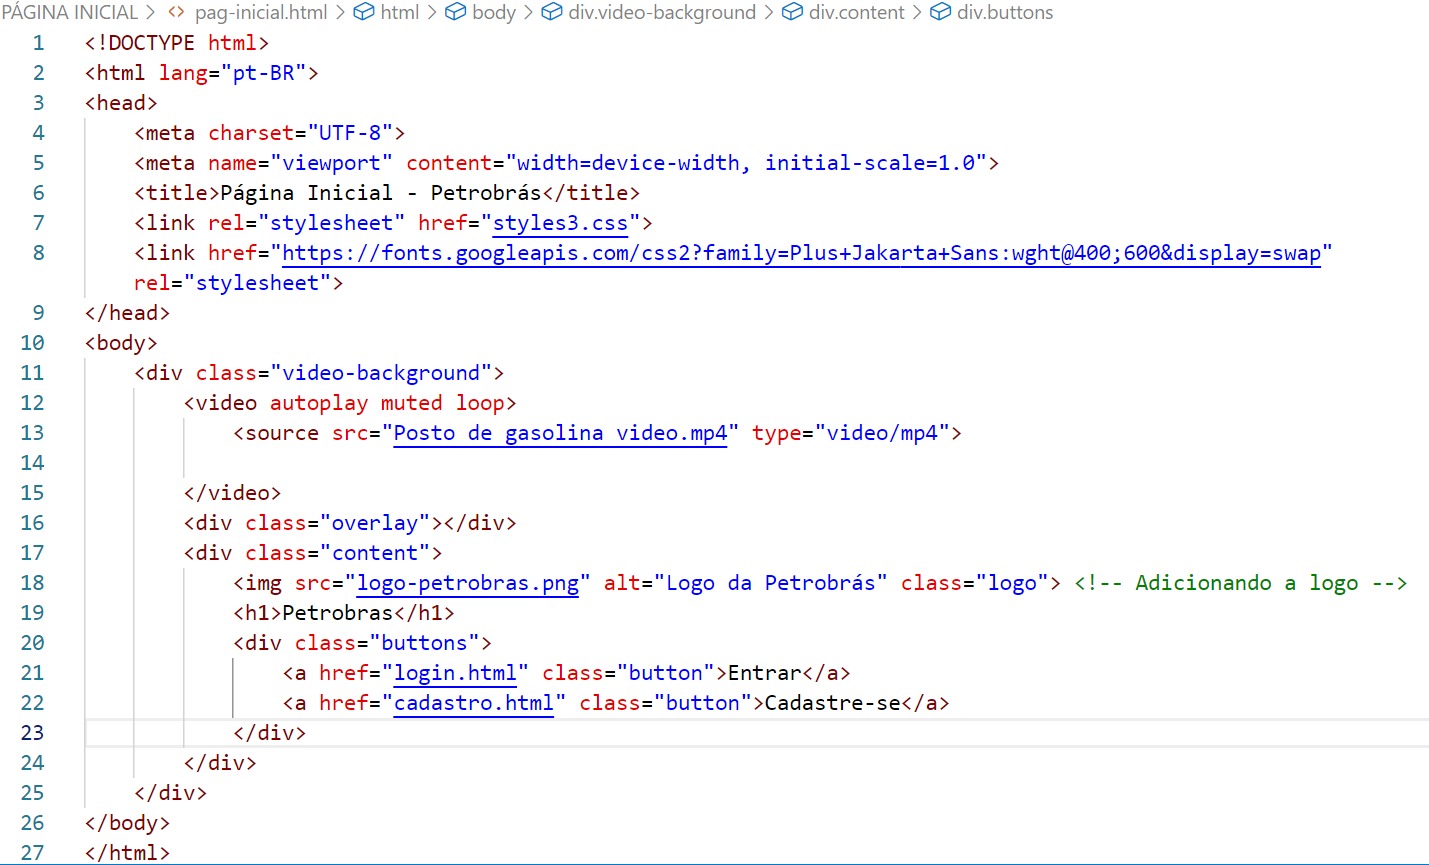 PÁGINA INICIAL > <> pag-inicial.html > html > body > div.video-background > div.content > div.buttons
1 <!DOCTYPE html>
2 <html lang="pt-BR">
3 <head>
4     <meta charset="UTF-8">
5     <meta name="viewport" content="width=device-width, initial-scale=1.0">
6     <title>Página Inicial - Petrobrás</title>
7     <link rel="stylesheet" href="styles3.css">
8     <link href="https://fonts.googleapis.com/css2?family=Plus+Jakarta+Sans:wght@400;600&display=swap"
    rel="stylesheet">
9 </head>
10 <body>
11     <div class="video-background">
12         <video autoplay muted loop>
13             <source src="Posto de gasolina video.mp4" type="video/mp4">
14
15         </video>
16         <div class="overlay"></div>
17         <div class="content">
18             <img src="logo-petrobras.png" alt="Logo da Petrobrás" class="logo"> <!-- Adicionando a logo -->
19             <h1>Petrobras</h1>
20             <div class="buttons">
21                 <a href="login.html" class="button">Entrar</a>
22                 <a href="cadastro.html" class="button">Cadastre-se</a>
23             </div>
24         </div>
25     </div>
26 </body>
27 </html>